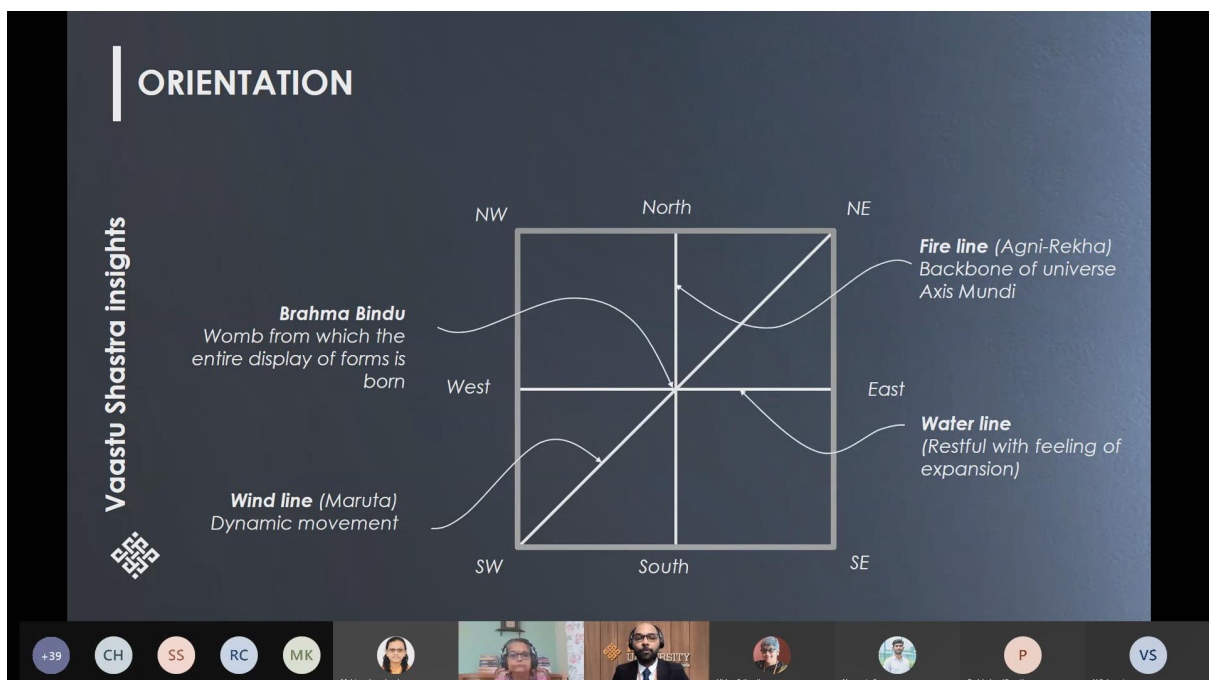 ORIENTATION
Vaastu Shastra insights
NW
North
NE
Fire line (Agni-Rekha)
Backbone of universe
Axis Mundi
Brahma Bindu
Womb from which the
entire display of forms is
born
West
East
Water line
(Restful with feeling of
expansion)
Wind line (Maruta)
Dynamic movement
SW
South
SE
+39
CH
SS
RC
MK
P
VS